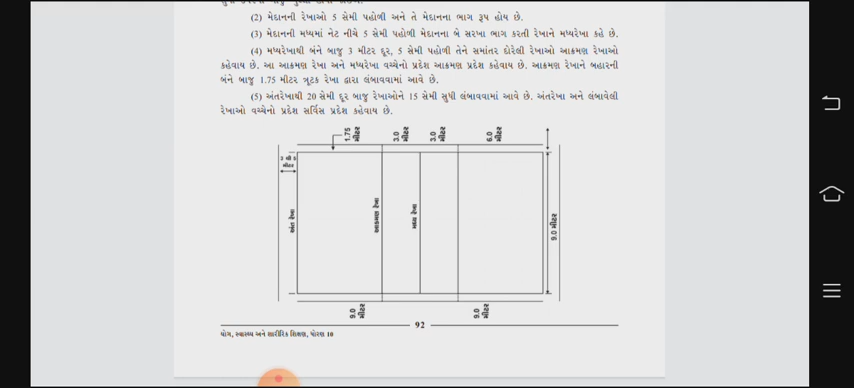 (2) મેદાનની રેખાઓ 5 સેમી પહોળી અને તે મેદાનના ભાગ રૂપ હોય છે.
(3) મેદાનની મધ્યમાં નેટ નીચે 5 સેમી પહોળી મેદાનના બે સરખા ભાગ કરતી રેખાને મધ્યરેખા કહે છે.
(4) મધ્યરેખાથી બંને બાજુ 3 મીટર દૂર, 5 સેમી પહોળી તેને સમાંતર દોરેલી રેખાઓ આક્રમણ રેખાઓ
કહેવાય છે. આ આક્રમણ રેખા અને મધ્યરેખા વચ્ચેનો પ્રદેશ આક્રમણ પ્રદેશ કહેવાય છે. આક્રમણ રેખાને બહારની
બંને બાજુ 1.75 મીટર ત્રૂટક રેખા દ્વારા લંબાવવામાં આવે છે.
(5) અંતરેખાથી 20 સેમી દૂર બાજુ રેખાઓને 15 સેમી સુધી લંબાવવામાં આવે છે. અંતરેખા અને લંબાવેલી
રેખાઓ વચ્ચેનો પ્રદેશ સર્વિસ પ્રદેશ કહેવાય છે.
1.75 મીટર
3.0 મીટર
3.0 મીટર
6.0 મીટર
મીટર
અંત રેખા
આક્રમણ રેખા
મધ્ય રેખા
9.0 મીટર
9.0 મીટર
9.0 મીટર
92
યોગ, સ્વાસ્થ્ય અને શારીરિક શિક્ષણ, ધોરણ 10